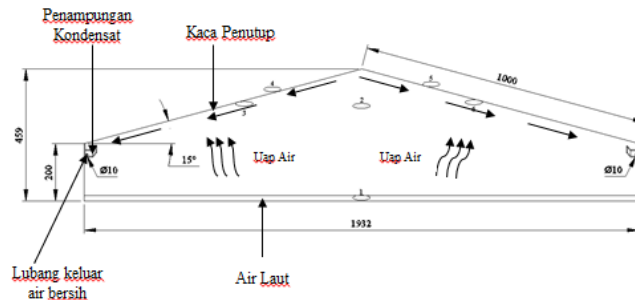 Penampungan
Kondensat
Kaca Penutup
1000
4
5
3
2
6
459
200
15°
Uap Air
Uap Air
Ø10
Ø10
1
1932
Lubang keluar
air bersih
Air Laut